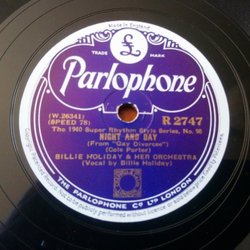 Made in England
£
TRADE MARK
Parlophone
(W.26341)
(SPEED 78)
R 2747
The 1940 Super Rhythm Style Series, No. 50
NIGHT AND DAY
(From "Gay Divorcee")
(Cole Porter)
BILLIE HOLIDAY & HER ORCHESTRA
(Vocal by Billie Holiday)
THE PARLOPHONE CO LTD LONDON